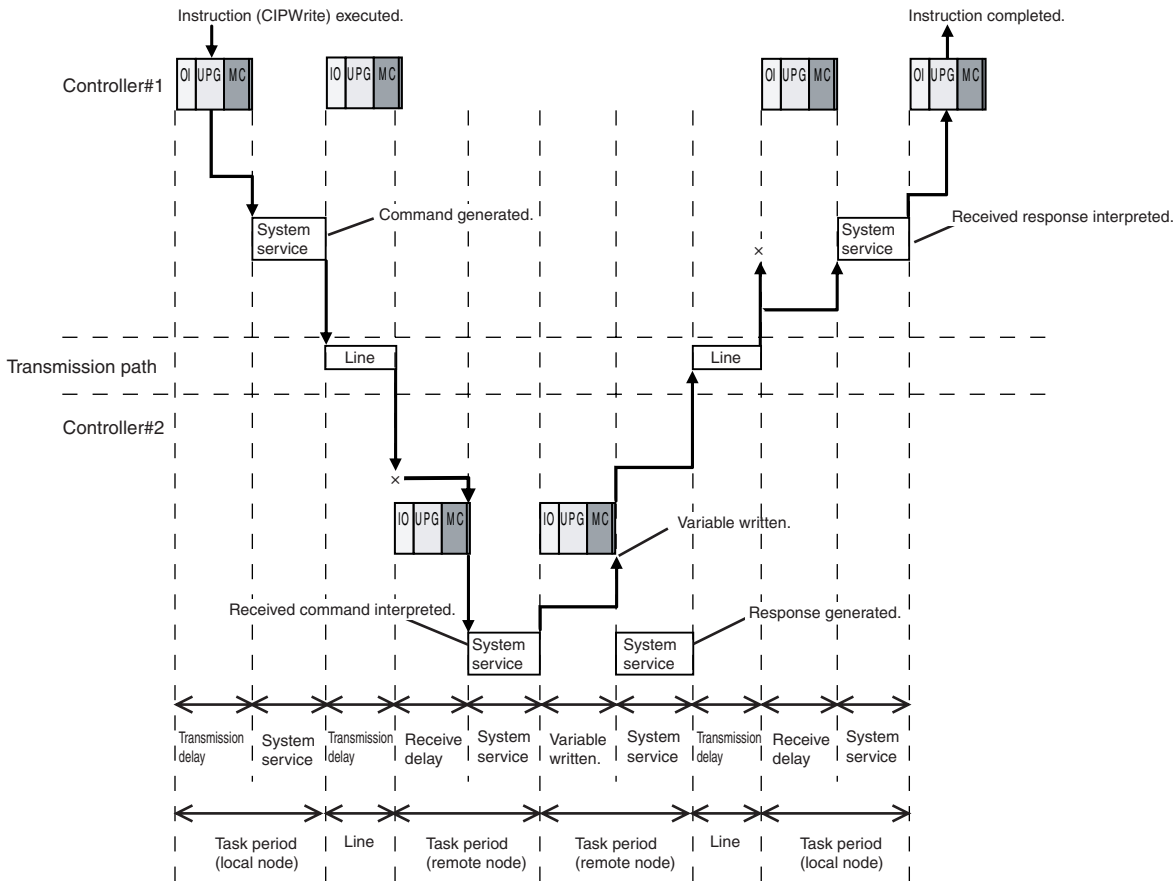 Instruction (CIPWrite) executed.
Instruction completed.
Controller#1
OI UPG MC
IO UPG MC
OI UPG MC
OI UPG MC
Command generated.
System
service
System
service
Received response interpreted.
×
Transmission path
Line
Line
Controller#2
×
IO UPG MC
IO UPG MC
Variable written.
Received command interpreted.
System
service
System
service
Response generated.
Transmission
delay
System
service
Transmission
delay
Receive
delay
System
service
Variable
written.
System
service
Transmission
delay
Receive
delay
System
service
Task period
(local node)
Line
Task period
(remote node)
Task period
(remote node)
Line
Task period
(local node)